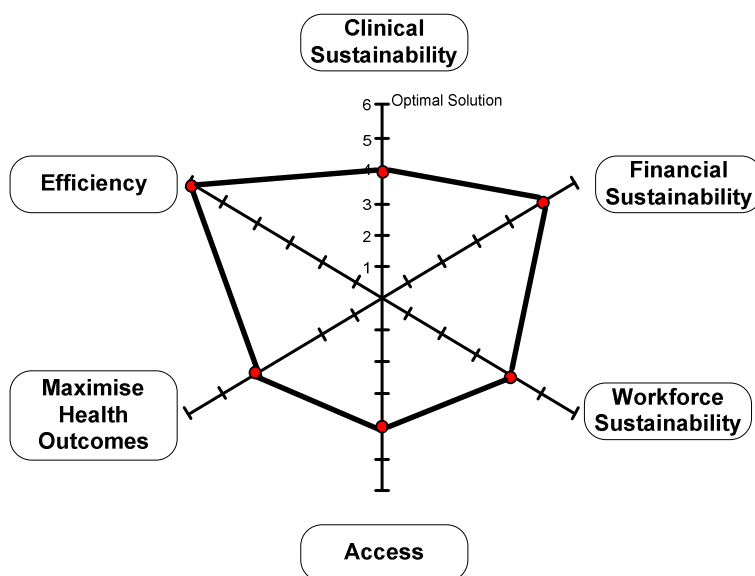 Clinical
Sustainability
6
Optimal Solution
5
4
3
2
1
Efficiency
Financial
Sustainability
Maximise
Health
Outcomes
Workforce
Sustainability
Access